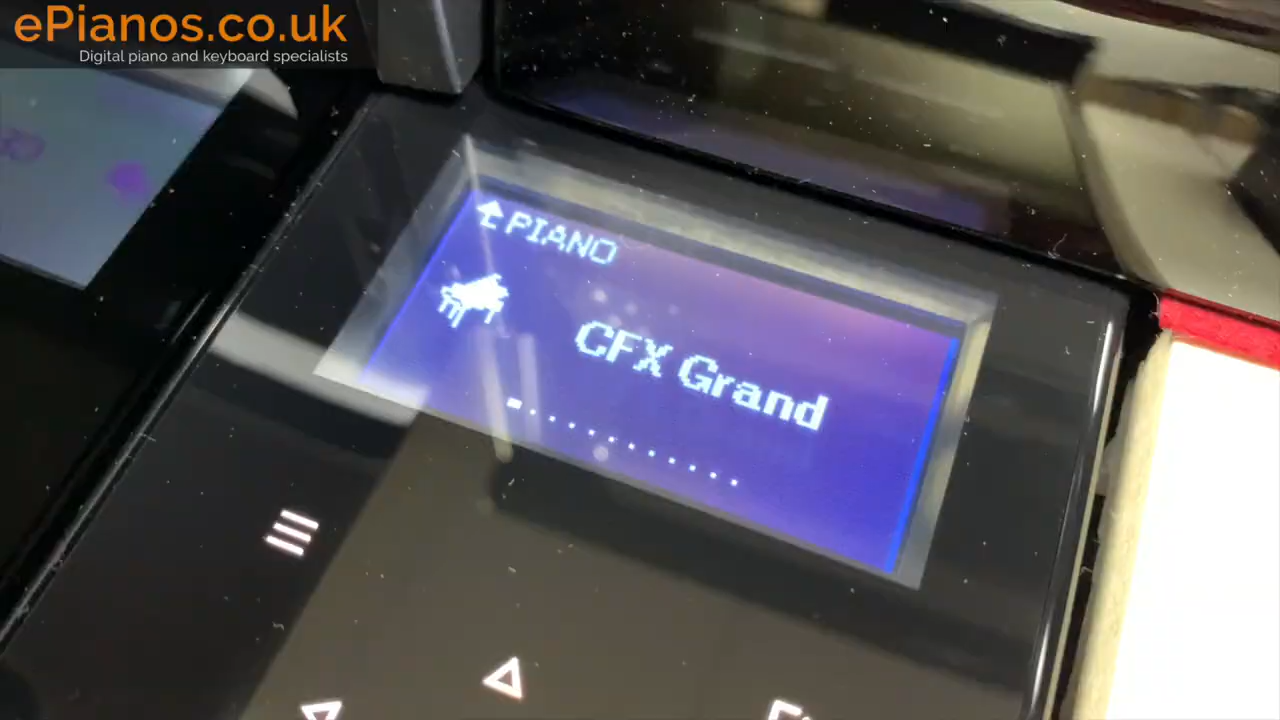 ePianos.co.uk
Digital piano and keyboard specialists
PIANO
CFX Grand